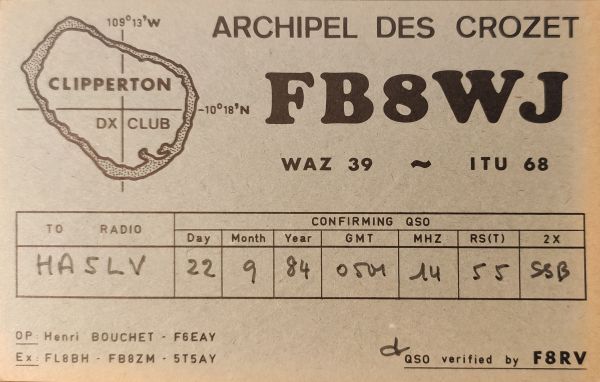 109° 13' W
ARCHIPEL DES CROZET
CLIPPERTON
FB8WJ
10° 18' N
DX CLUB
WAZ 39 ~ ITU 68
TO RADIO
CONFIRMING QSO
Day Month Year GMT MHZ RS(T) 2X
HA5LV 22 9 84 0501 14 55 SSB
OP: Henri BOUCHET - F6EAY
Ex: FL8BH - FB8ZM - 5T5AY
QSO verified by F8RV